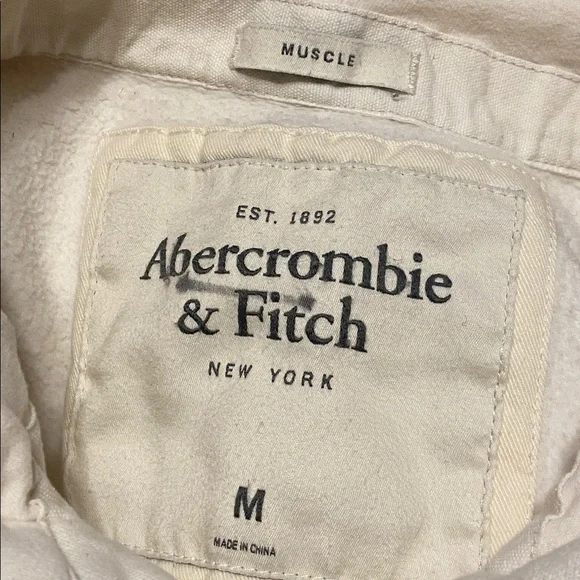 MUSCLE
EST. 1892
Abercrombie
& Fitch
NEW YORK
M
MADE IN CHINA